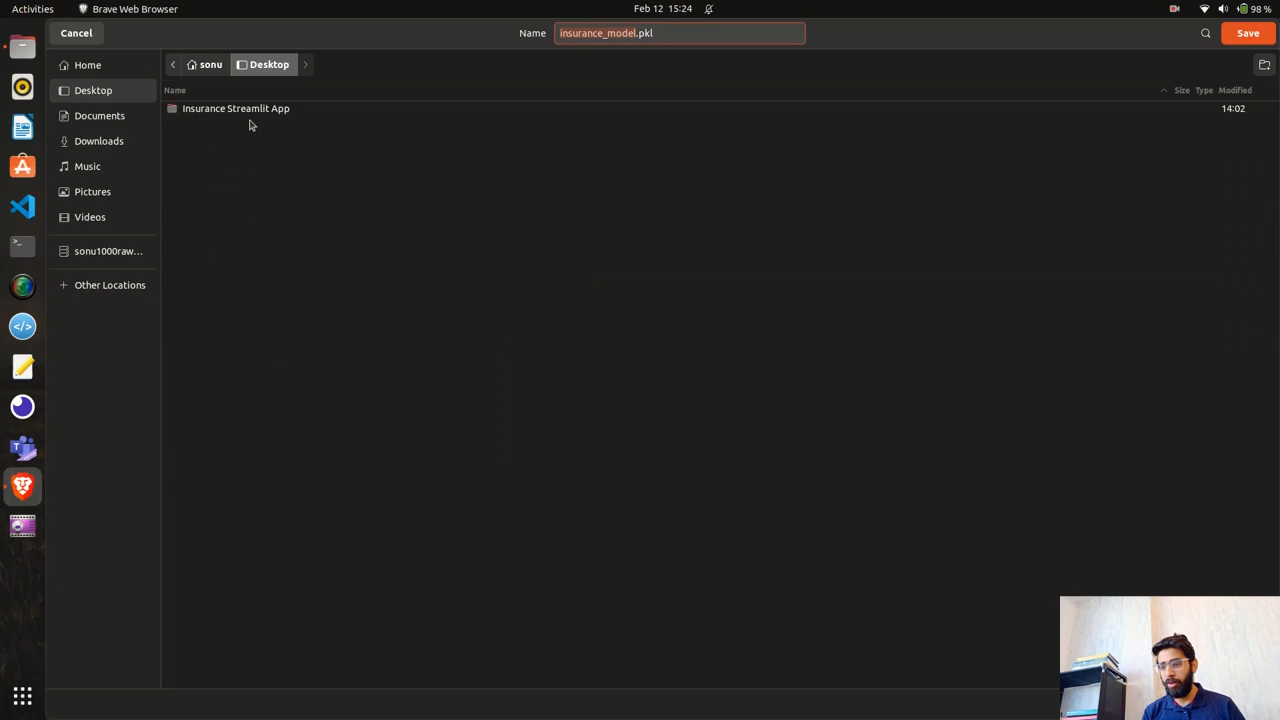 Activities Brave Web Browser Feb 12 15:24 98 %
Cancel Name insurance_model.pkl Save
Home sonu Desktop
Name Size Type Modified
Desktop
Insurance Streamlit App 14:02
Documents
Downloads
Music
Pictures
Videos
sonu1000raw...
Other Locations